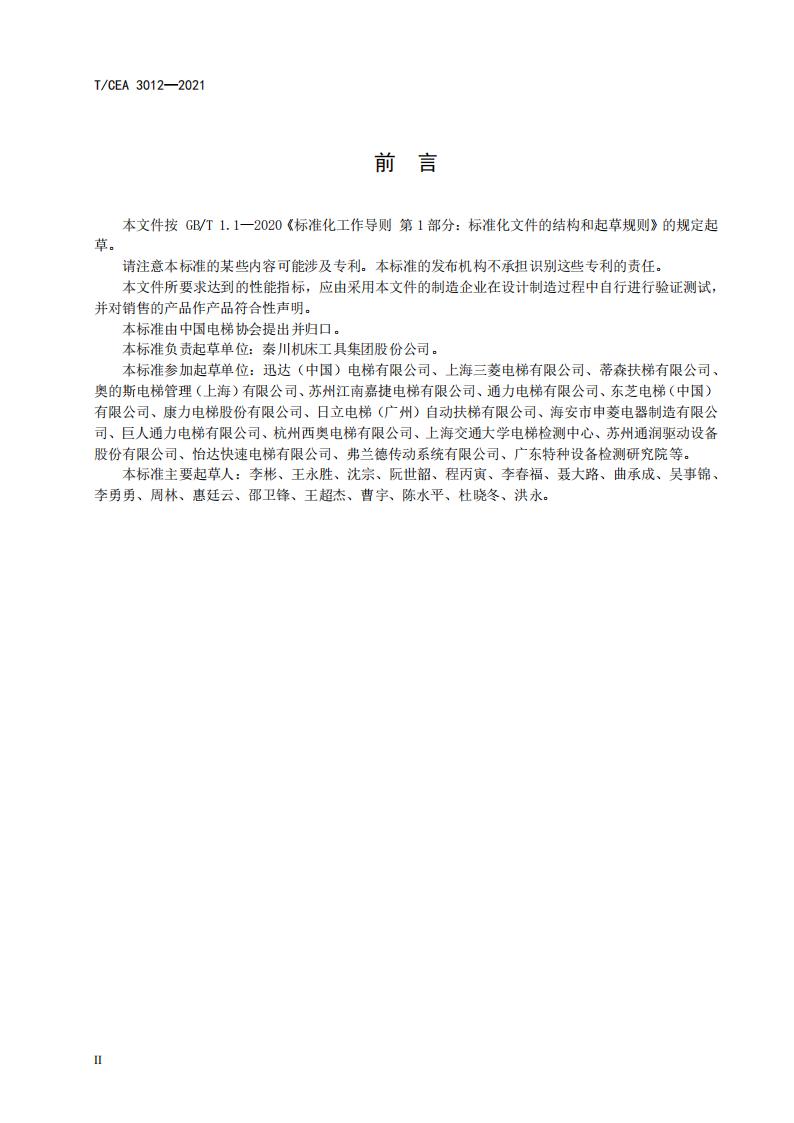 T/CEA 3012—2021
前 言
本文件按 GB/T 1.1—2020《标准化工作导则 第 1 部分：标准化文件的结构和起草规则》的规定起
草。
请注意本标准的某些内容可能涉及专利。本标准的发布机构不承担识别这些专利的责任。
本文件所要求达到的性能指标，应由采用本文件的制造企业在设计制造过程中自行进行验证测试，
并对销售的产品作产品符合性声明。
本标准由中国电梯协会提出并归口。
本标准负责起草单位：秦川机床工具集团股份公司。
本标准参加起草单位：迅达（中国）电梯有限公司、上海三菱电梯有限公司、蒂森扶梯有限公司、
奥的斯电梯管理（上海）有限公司、苏州江南嘉捷电梯有限公司、通力电梯有限公司、东芝电梯（中国）
有限公司、康力电梯股份有限公司、日立电梯（广州）自动扶梯有限公司、海安市申菱电器制造有限公
司、巨人通力电梯有限公司、杭州西奥电梯有限公司、上海交通大学电梯检测中心、苏州通润驱动设备
股份有限公司、怡达快速电梯有限公司、弗兰德传动系统有限公司、广东特种设备检测研究院等。
本标准主要起草人：李彬、王永胜、沈宗、阮世韶、程丙寅、李春福、聂大路、曲承成、吴事锦、
李勇勇、周林、惠廷云、邵卫锋、王超杰、曹宇、陈水平、杜晓冬、洪永。
II